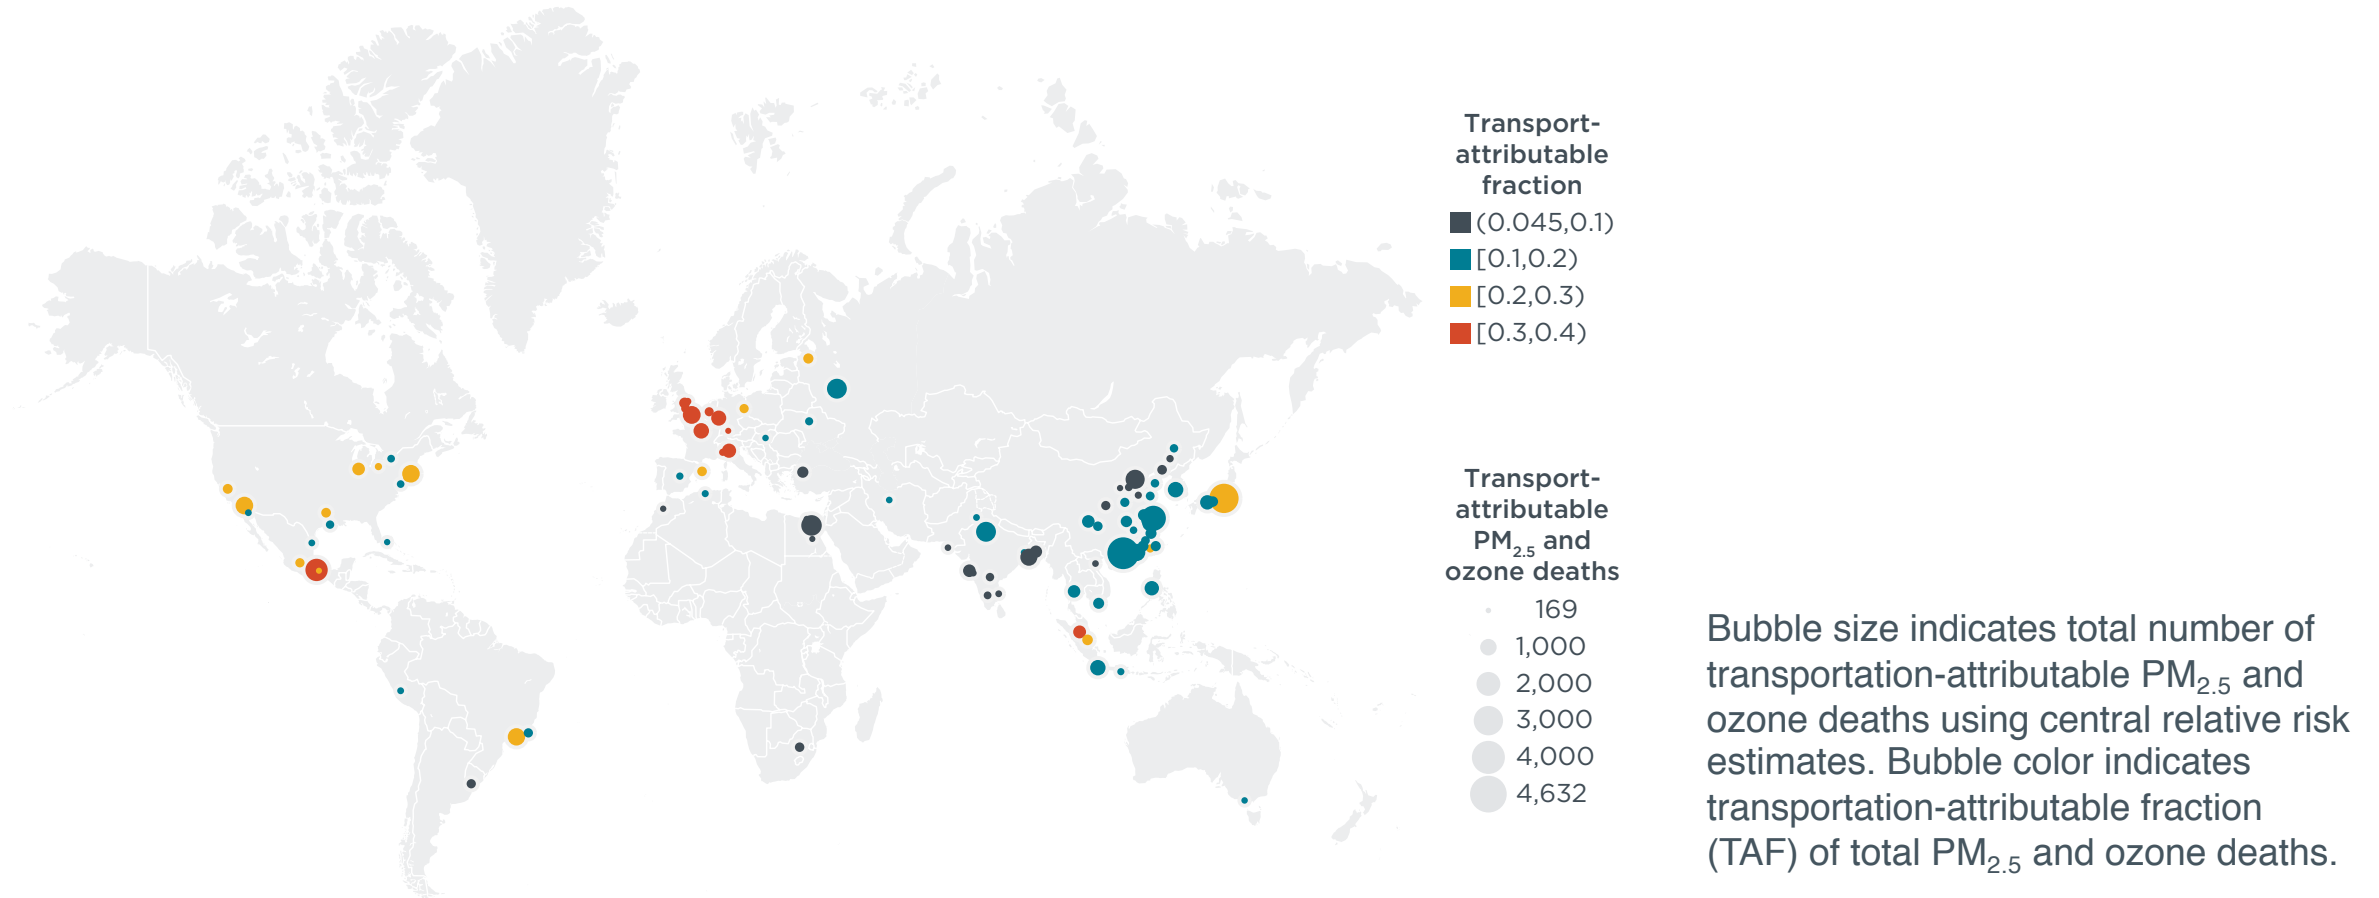 Transport-
attributable
fraction
(0.045,0.1)
[0.1,0.2)
[0.2,0.3)
[0.3,0.4)
Transport-
attributable
PM2.5 and
ozone deaths
169
1,000
2,000
3,000
4,000
4,632
Bubble size indicates total number of
transportation-attributable PM2.5 and
ozone deaths using central relative risk
estimates. Bubble color indicates
transportation-attributable fraction
(TAF) of total PM2.5 and ozone deaths.